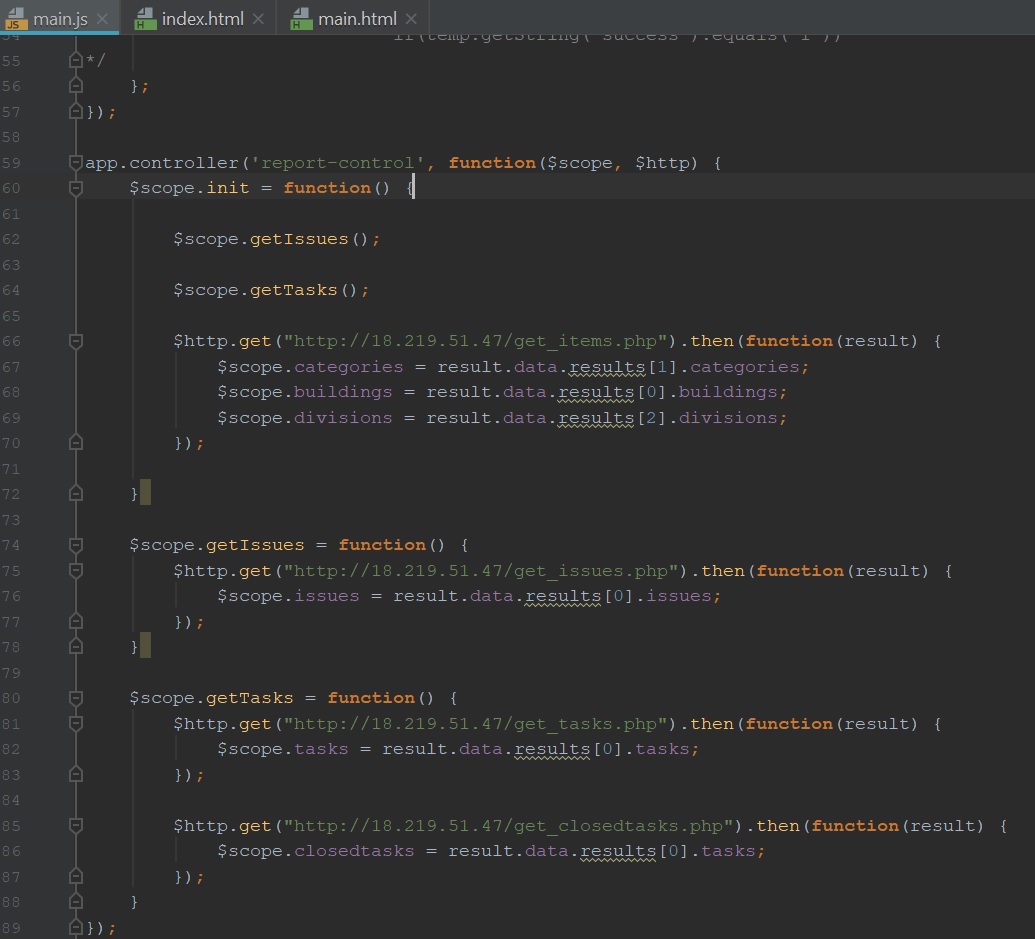 main.js index.html main.html
55 */
56 };
57 });
58
59 app.controller('report-control', function($scope, $http) {
60 $scope.init = function() {
61
62 $scope.getIssues();
63
64 $scope.getTasks();
65
66 $http.get("http://18.219.51.47/get_items.php").then(function(result) {
67 $scope.categories = result.data.results[1].categories;
68 $scope.buildings = result.data.results[0].buildings;
69 $scope.divisions = result.data.results[2].divisions;
70 });
71
72 }
73
74 $scope.getIssues = function() {
75 $http.get("http://18.219.51.47/get_issues.php").then(function(result) {
76 $scope.issues = result.data.results[0].issues;
77 });
78 }
79
80 $scope.getTasks = function() {
81 $http.get("http://18.219.51.47/get_tasks.php").then(function(result) {
82 $scope.tasks = result.data.results[0].tasks;
83 });
84
85 $http.get("http://18.219.51.47/get_closedtasks.php").then(function(result) {
86 $scope.closedtasks = result.data.results[0].tasks;
87 });
88 }
89 });